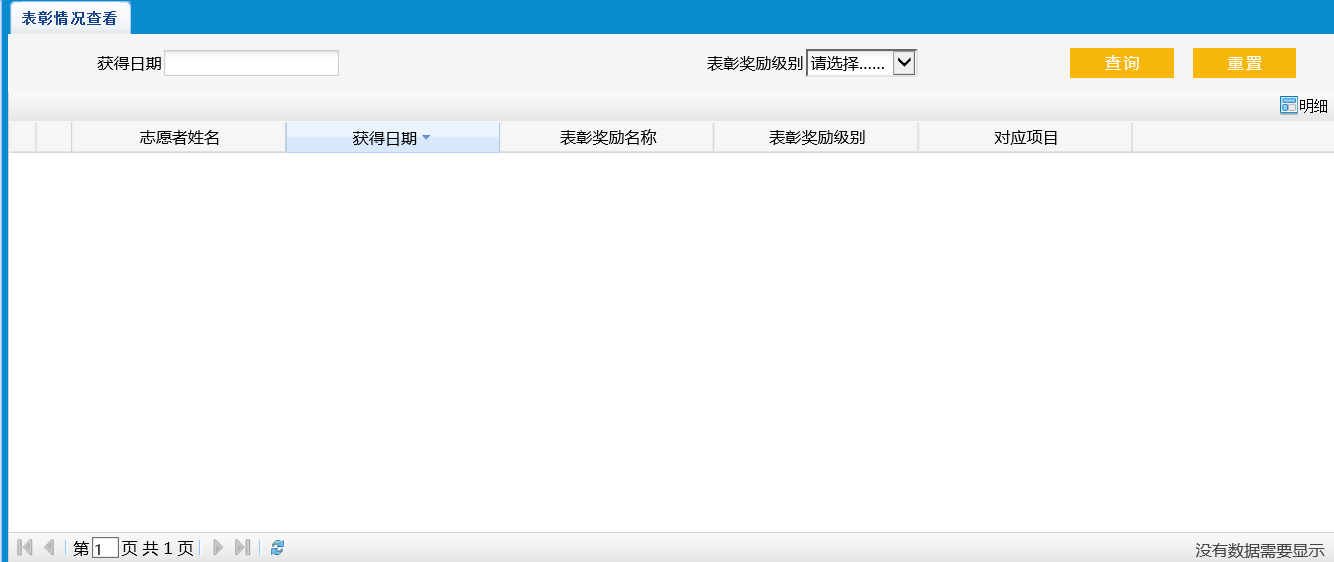 表彰情况查看
获得日期 表彰奖励级别 请选择...... 查询 重置
明细
志愿者姓名 获得日期 表彰奖励名称 表彰奖励级别 对应项目
第 1 页 共 1 页 没有数据需要显示